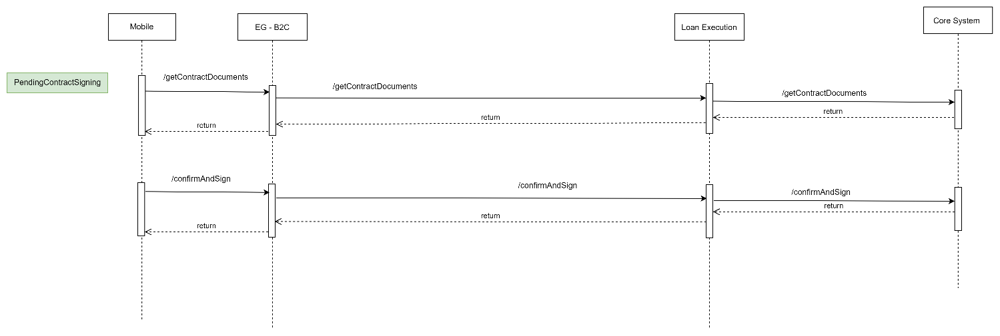 Mobile
EG - B2C
Loan Execution
Core System
PendingContractSigning
/getContractDocuments
/getContractDocuments
/getContractDocuments
return
return
return
/confirmAndSign
/confirmAndSign
/confirmAndSign
return
return
return